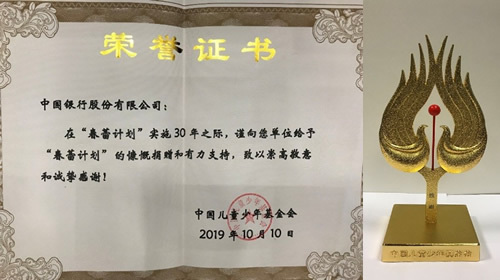 荣誉证书
中国银行股份有限公司：
在“春蕾计划”实施30年之际，谨向您单位给予
“春蕾计划”的慷慨捐赠和有力支持，致以崇高敬意
和诚挚感谢！
中国儿童少年基金会
2019年10月10日